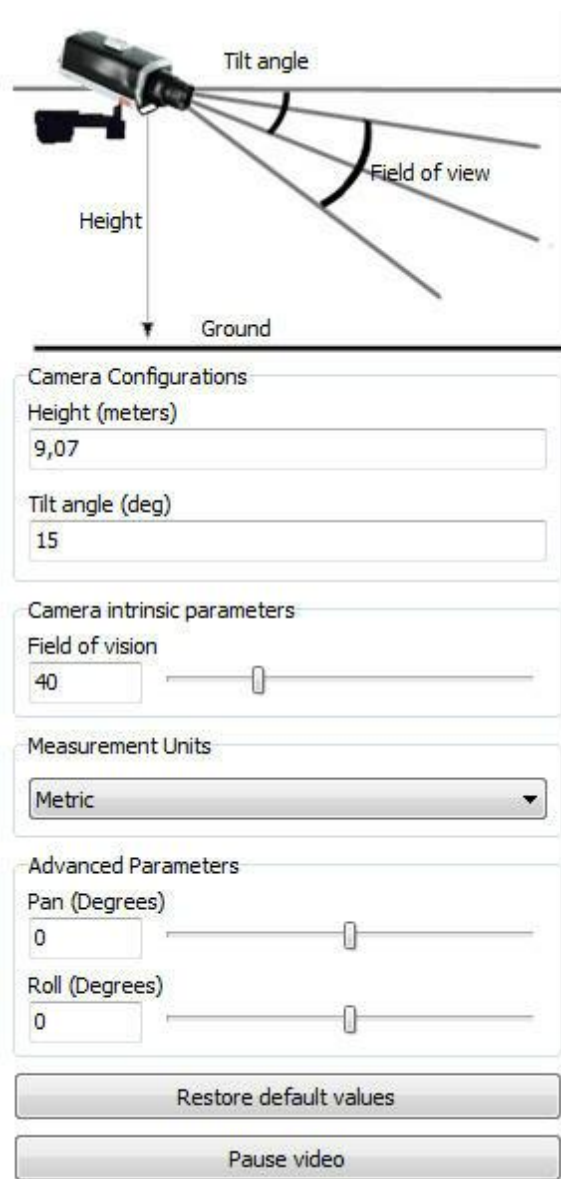 Tilt angle
Field of view
Height
Ground
Camera Configurations
Height (meters)
9,07
Tilt angle (deg)
15
Camera intrinsic parameters
Field of vision
40
Measurement Units
Metric
Advanced Parameters
Pan (Degrees)
0
Roll (Degrees)
0
Restore default values
Pause video